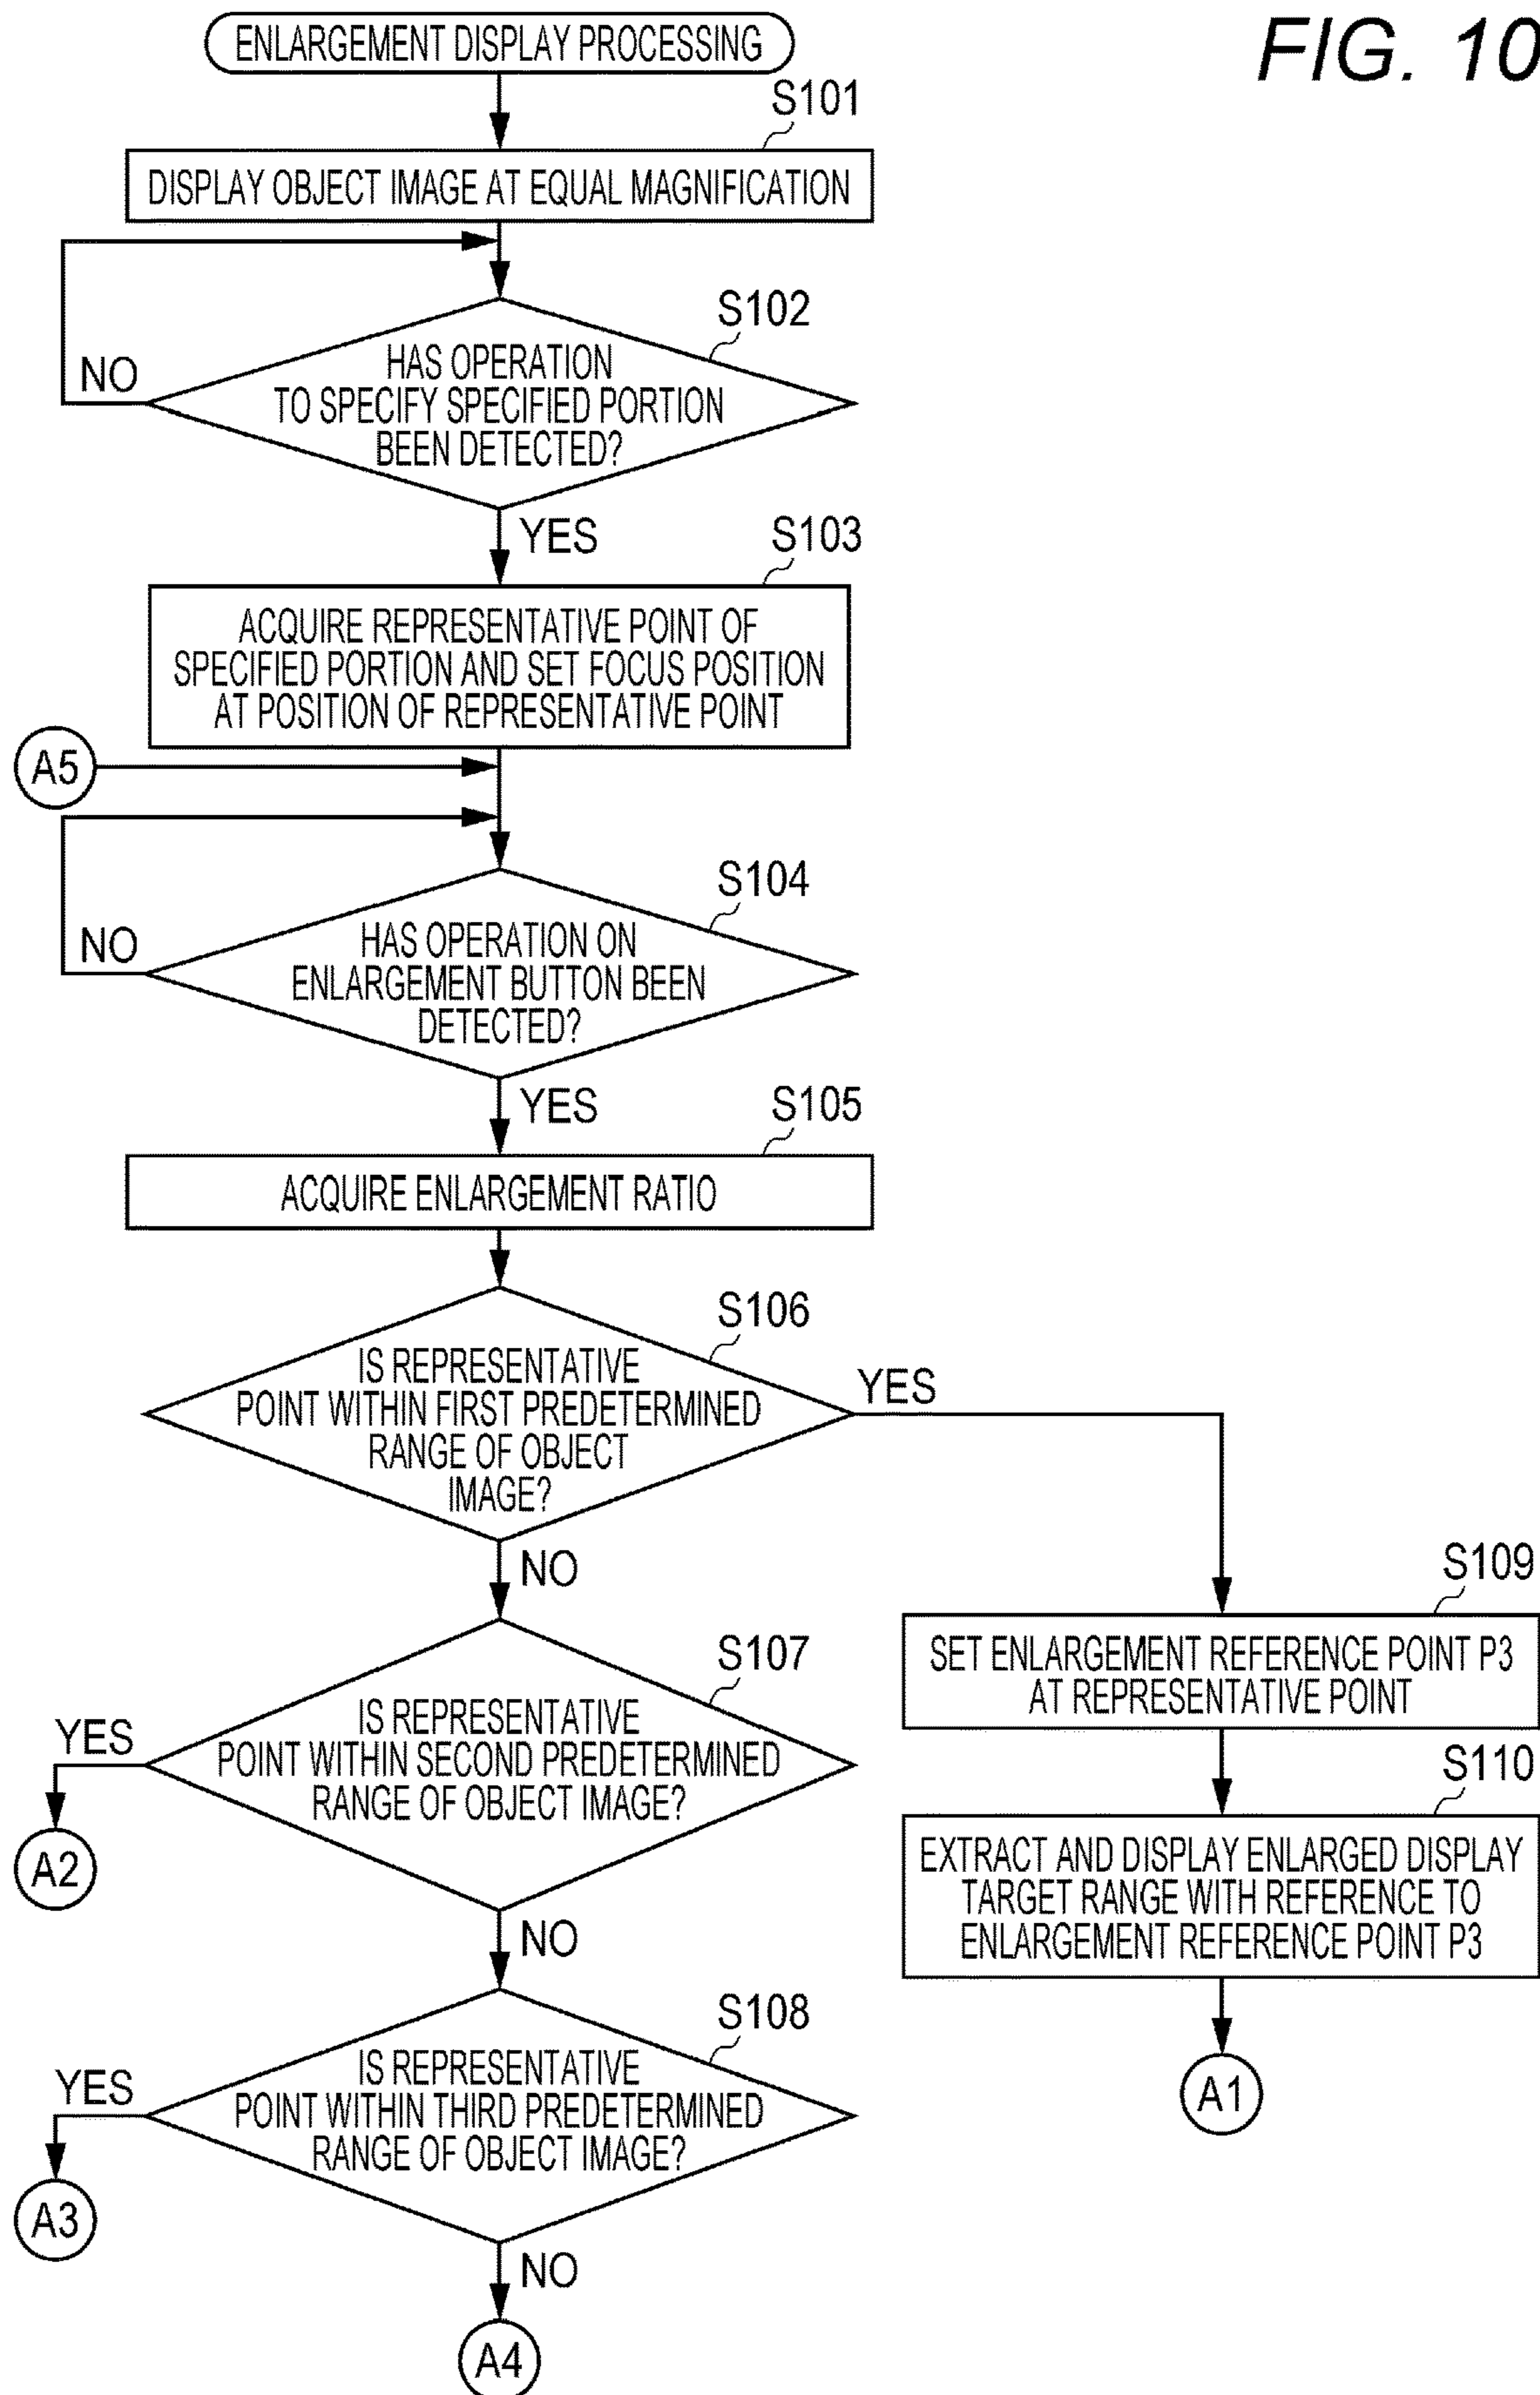 FIG. 10
ENLARGEMENT DISPLAY PROCESSING
S101
DISPLAY OBJECT IMAGE AT EQUAL MAGNIFICATION
S102
HAS OPERATION
TO SPECIFY SPECIFIED PORTION
BEEN DETECTED?
NO
YES
S103
ACQUIRE REPRESENTATIVE POINT OF
SPECIFIED PORTION AND SET FOCUS POSITION
AT POSITION OF REPRESENTATIVE POINT
A5
S104
HAS OPERATION ON
ENLARGEMENT BUTTON BEEN
DETECTED?
NO
YES
S105
ACQUIRE ENLARGEMENT RATIO
S106
IS REPRESENTATIVE
POINT WITHIN FIRST PREDETERMINED
RANGE OF OBJECT
IMAGE?
YES
NO
S107
IS REPRESENTATIVE
POINT WITHIN SECOND PREDETERMINED
RANGE OF OBJECT IMAGE?
YES
A2
NO
S108
IS REPRESENTATIVE
POINT WITHIN THIRD PREDETERMINED
RANGE OF OBJECT IMAGE?
YES
A3
NO
A4
S109
SET ENLARGEMENT REFERENCE POINT P3
AT REPRESENTATIVE POINT
S110
EXTRACT AND DISPLAY ENLARGED DISPLAY
TARGET RANGE WITH REFERENCE TO
ENLARGEMENT REFERENCE POINT P3
A1